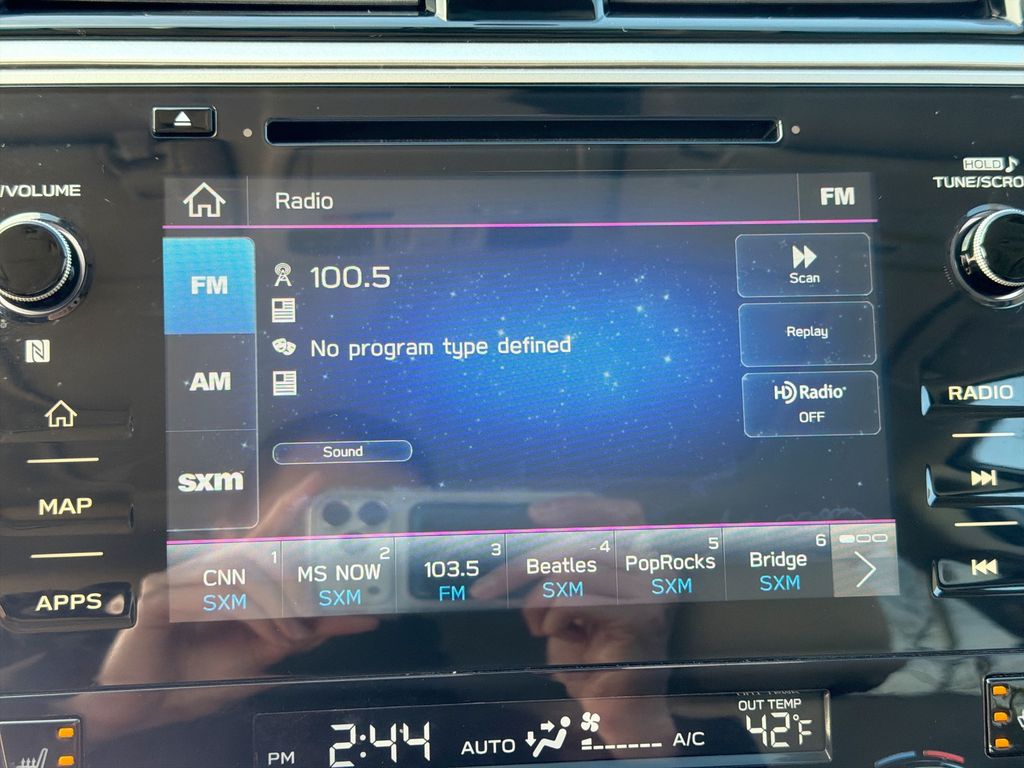 /VOLUME
HOLD
TUNE/SCRO
Radio
FM
FM
100.5
Scan
No program type defined
Replay
AM
HD Radio
OFF
RADIO
Sound
sxm
MAP
APPS
1
CNN
SXM
2
MS NOW
SXM
3
103.5
FM
4
Beatles
SXM
5
PopRocks
SXM
6
Bridge
SXM
PM 2:44
AUTO
A/C
OUT TEMP
42°F